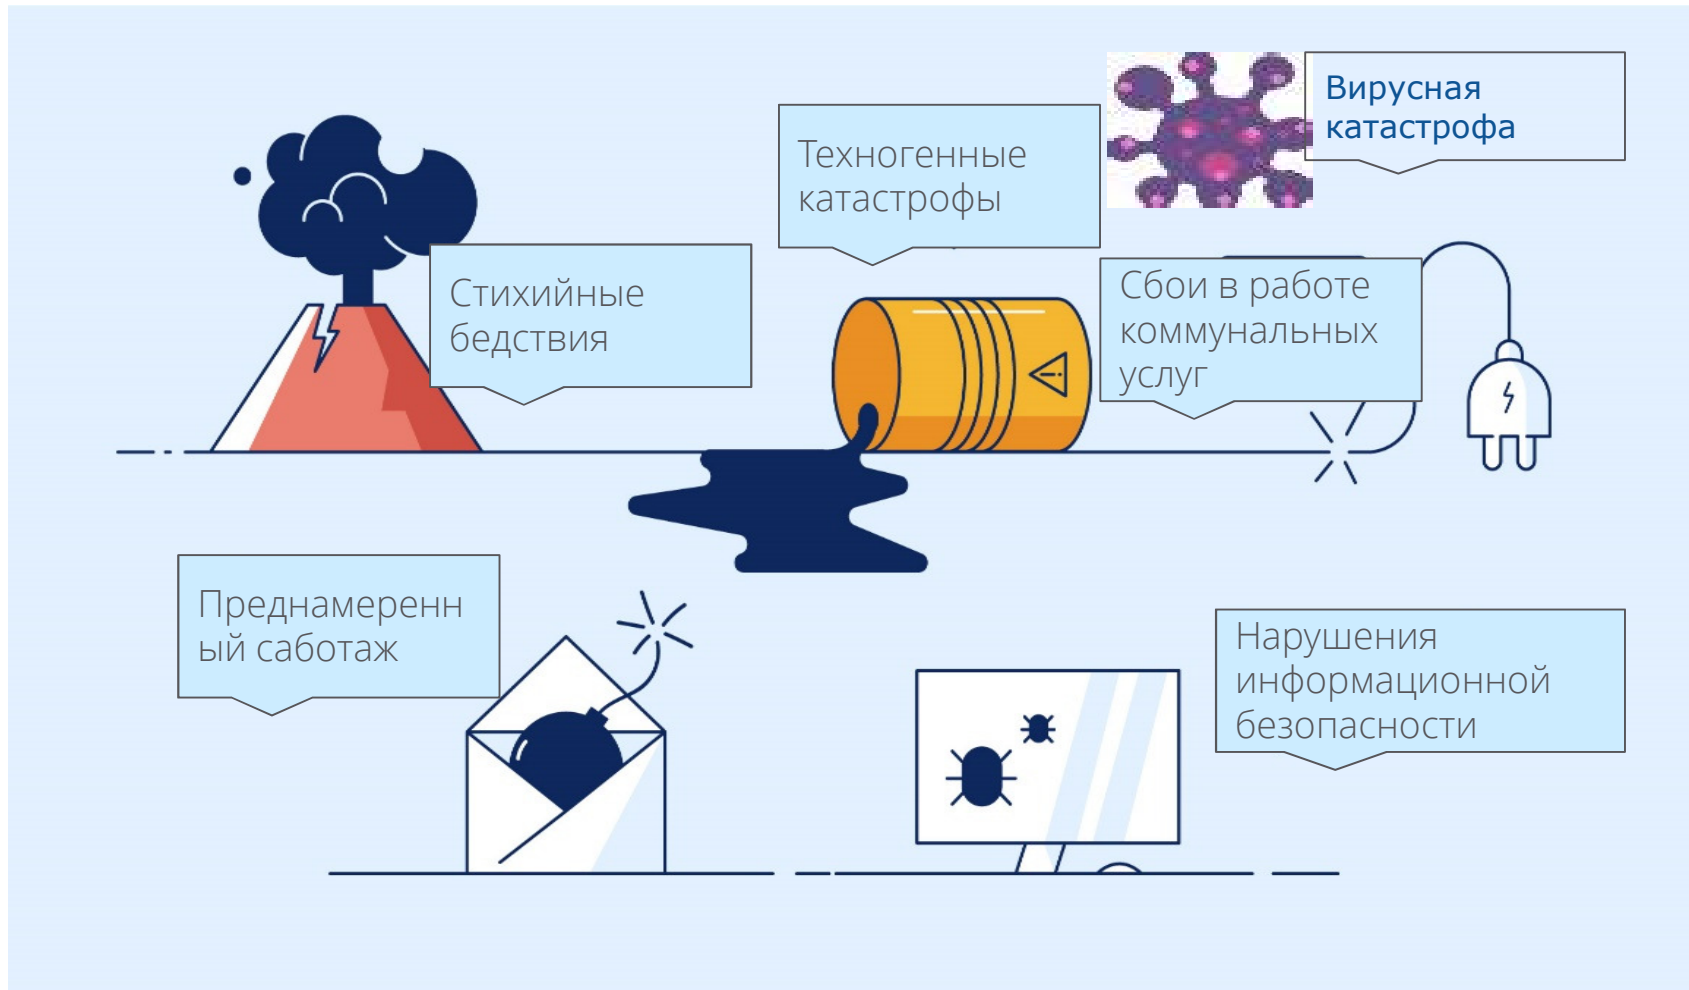 Вирусная
катастрофа
Техногенные
катастрофы
Стихийные
бедствия
Сбои в работе
коммунальных
услуг
Преднамеренн
ый саботаж
Нарушения
информационной
безопасности